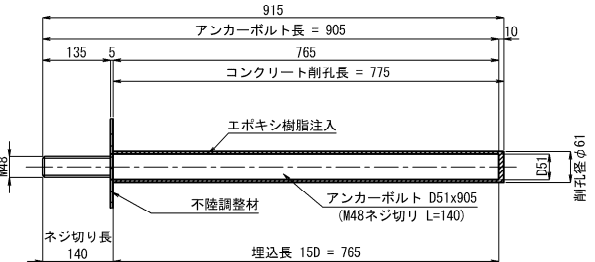 915
アンカーボルト長 = 905
10
135
5
765
コンクリート削孔長 = 775
エポキシ樹脂注入
M48
D51
削孔径φ61
アンカーボルト D51x905
(M48ネジ切リ L=140)
不陸調整材
ネジ切り長
140
埋込長 15D = 765